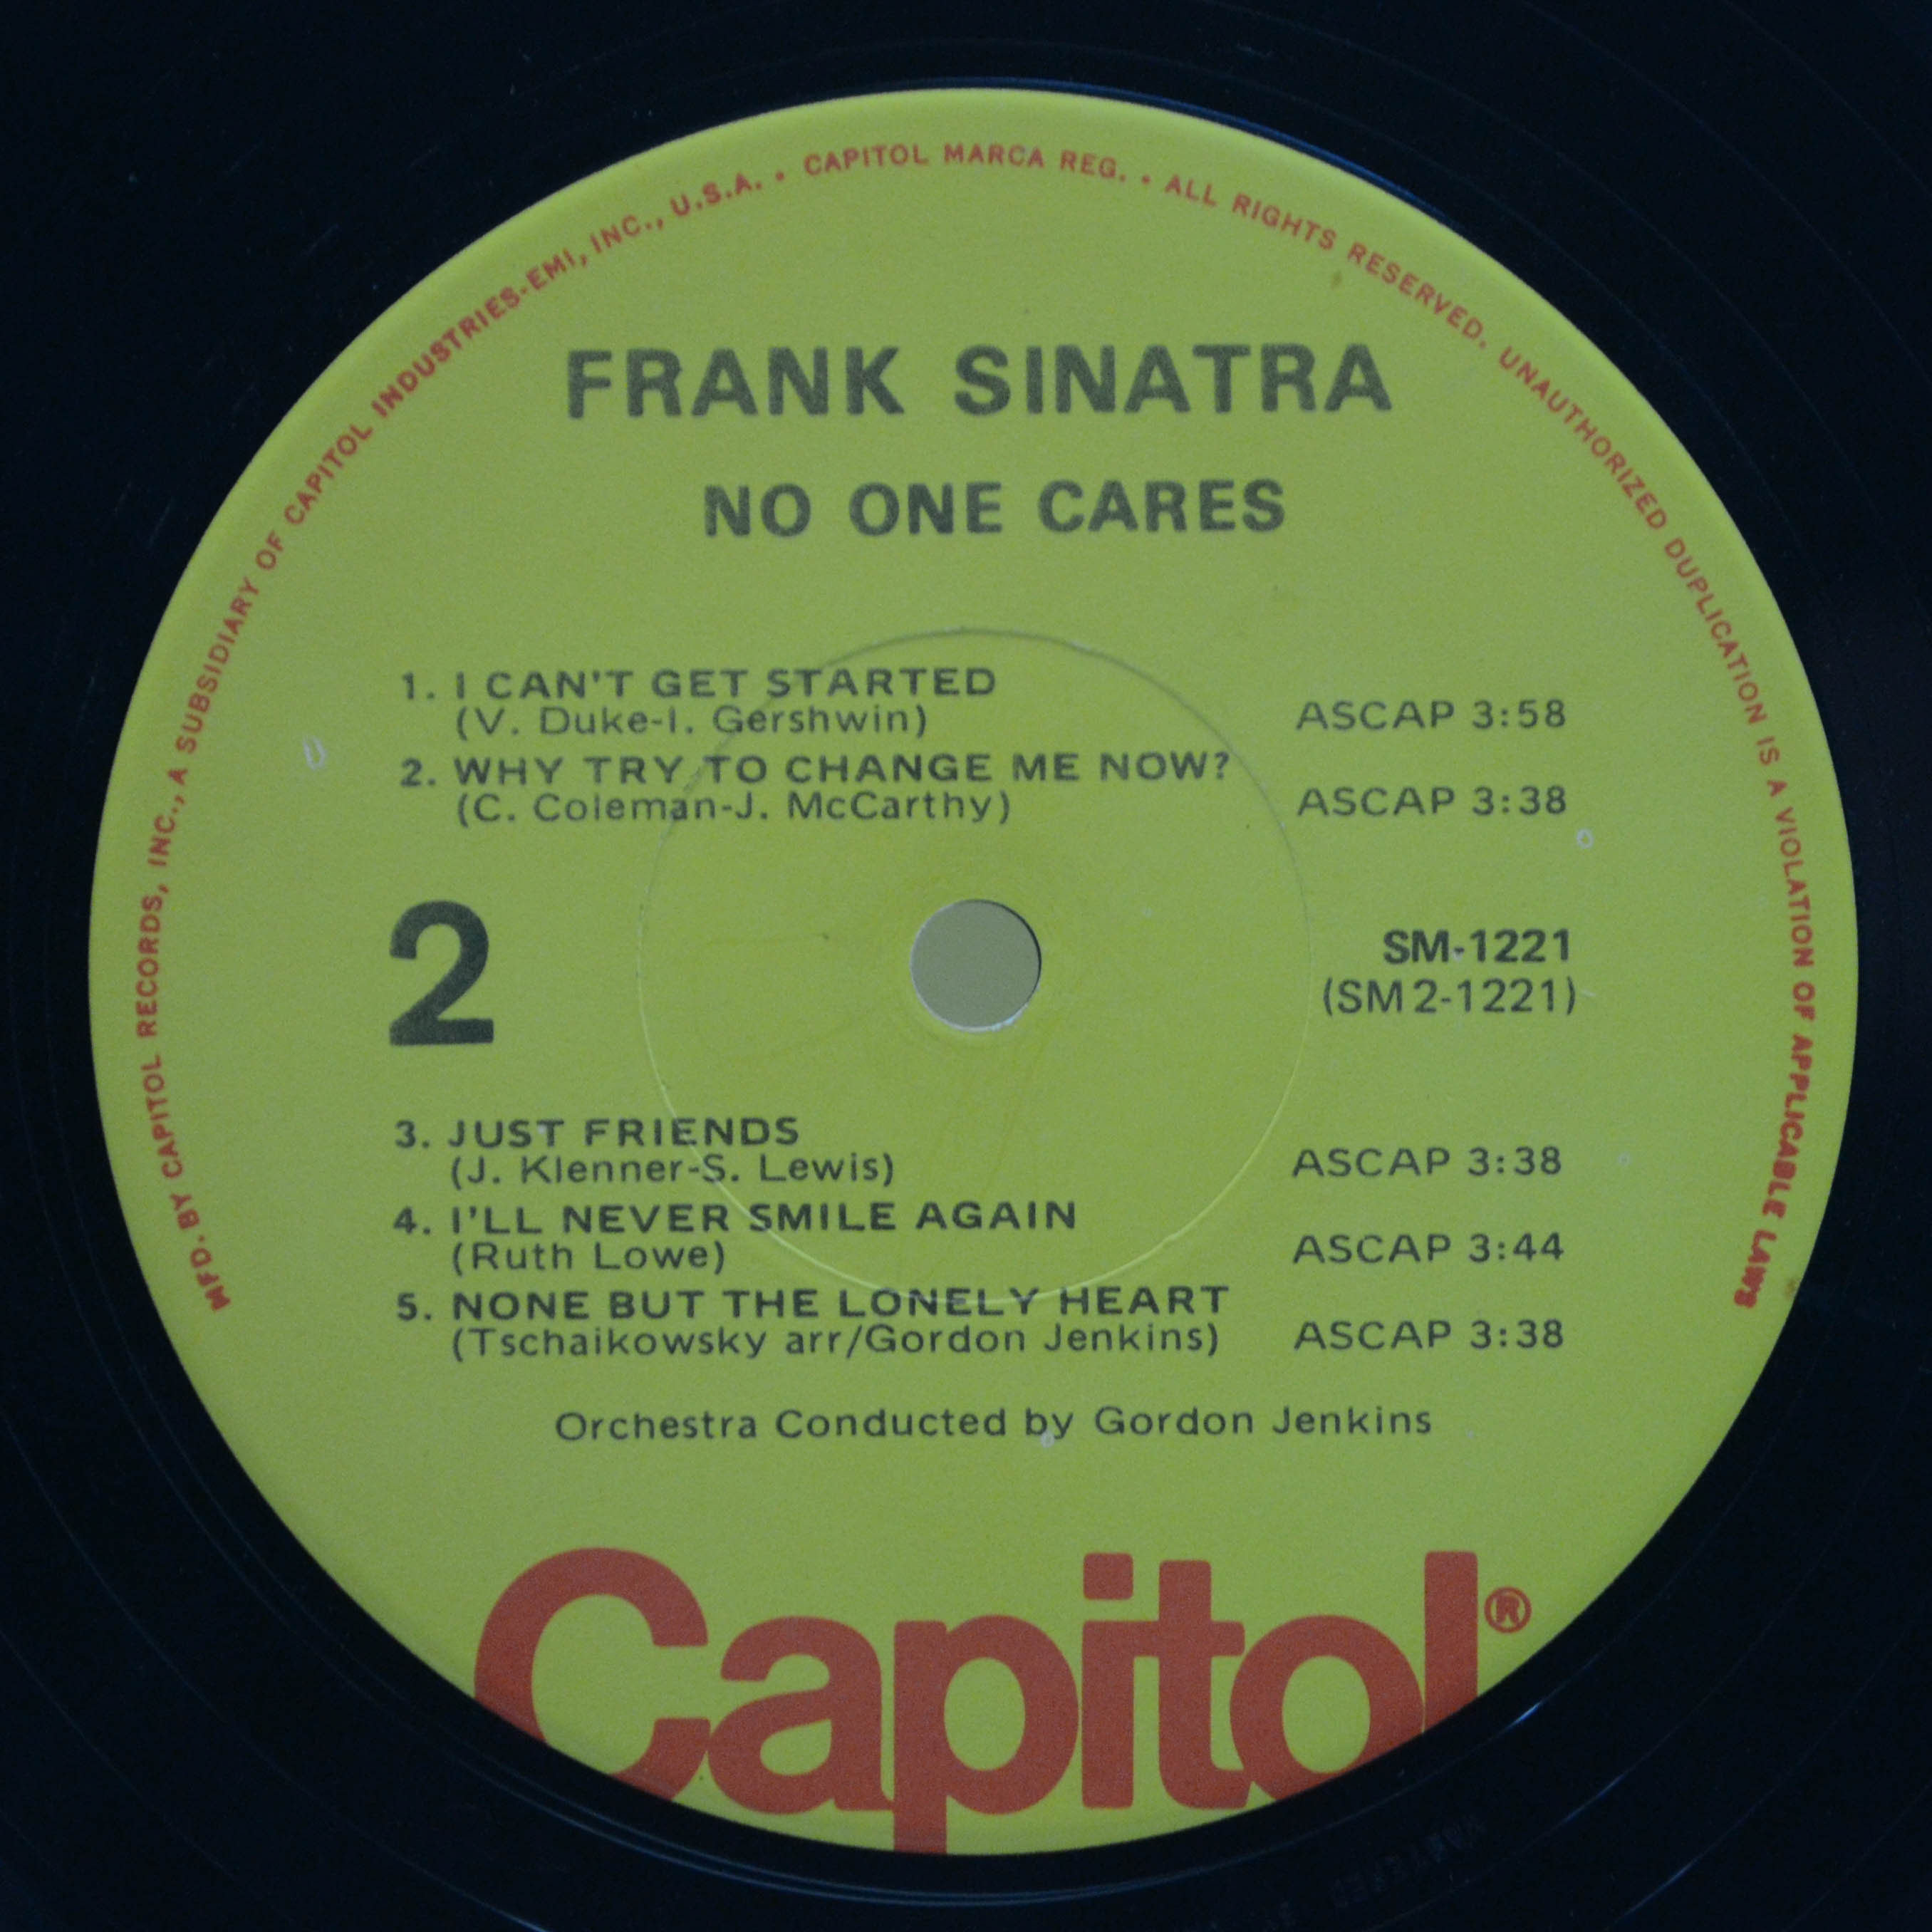 MFD. BY CAPITOL RECORDS, INC., A SUBSIDIARY OF CAPITOL INDUSTRIES-EMI, INC., U.S.A. • CAPITOL MARCA REG. • ALL RIGHTS RESERVED. UNAUTHORIZED DUPLICATION IS A VIOLATION OF APPLICABLE LAWS
FRANK SINATRA
NO ONE CARES
1. I CAN'T GET STARTED
(V. Duke-I. Gershwin) ASCAP 3:58
2. WHY TRY TO CHANGE ME NOW?
(C. Coleman-J. McCarthy) ASCAP 3:38
2
SM-1221
(SM2-1221)
3. JUST FRIENDS
(J. Klenner-S. Lewis) ASCAP 3:38
4. I'LL NEVER SMILE AGAIN
(Ruth Lowe) ASCAP 3:44
5. NONE BUT THE LONELY HEART
(Tschaikowsky arr/Gordon Jenkins) ASCAP 3:38
Orchestra Conducted by Gordon Jenkins
Capitol®
MASTERED